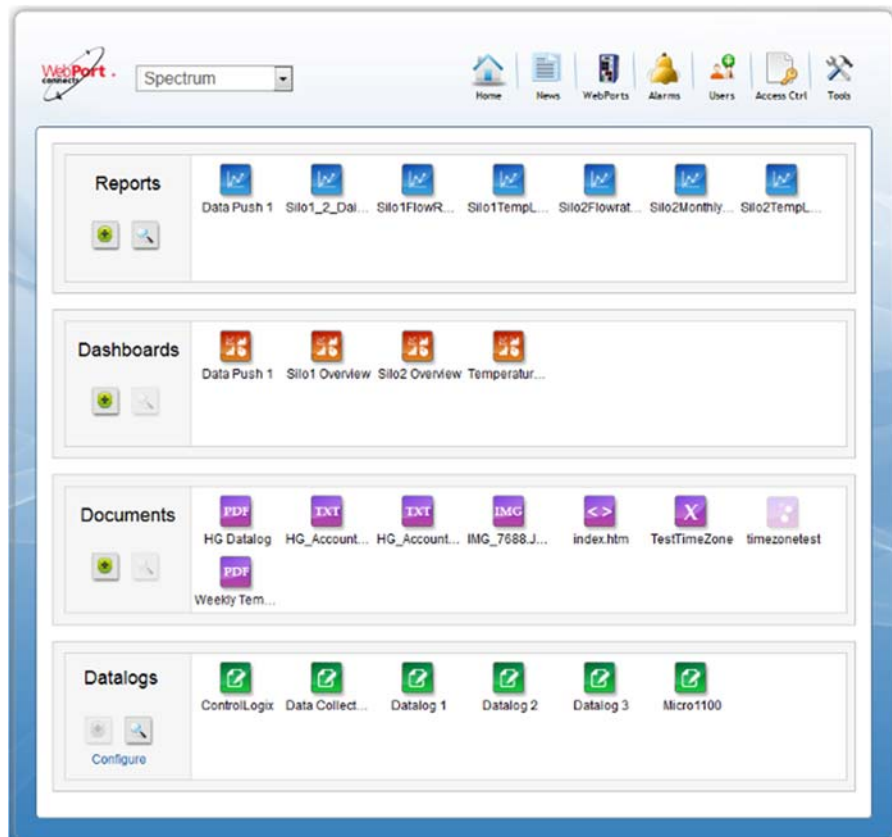 WebPort.
connects
Spectrum
Home News WebPorts Alarms Users Access Ctrl Tools
Reports
Data Push 1 Silo1_2_Dai... Silo1FlowR... Silo1TempL... Silo2Flowrat... Silo2Monthly... Silo2TempL...
Dashboards
Data Push 1 Silo1 Overview Silo2 Overview Temperatur...
Documents
PDF TXT TXT IMG <> X
HG Datalog HG_Account... HG_Account... IMG_7688.J... index.htm TestTimeZone timezonetest
PDF
Weekly Tem...
Datalogs
ControlLogix Data Collect... Datalog 1 Datalog 2 Datalog 3 Micro1100
Configure